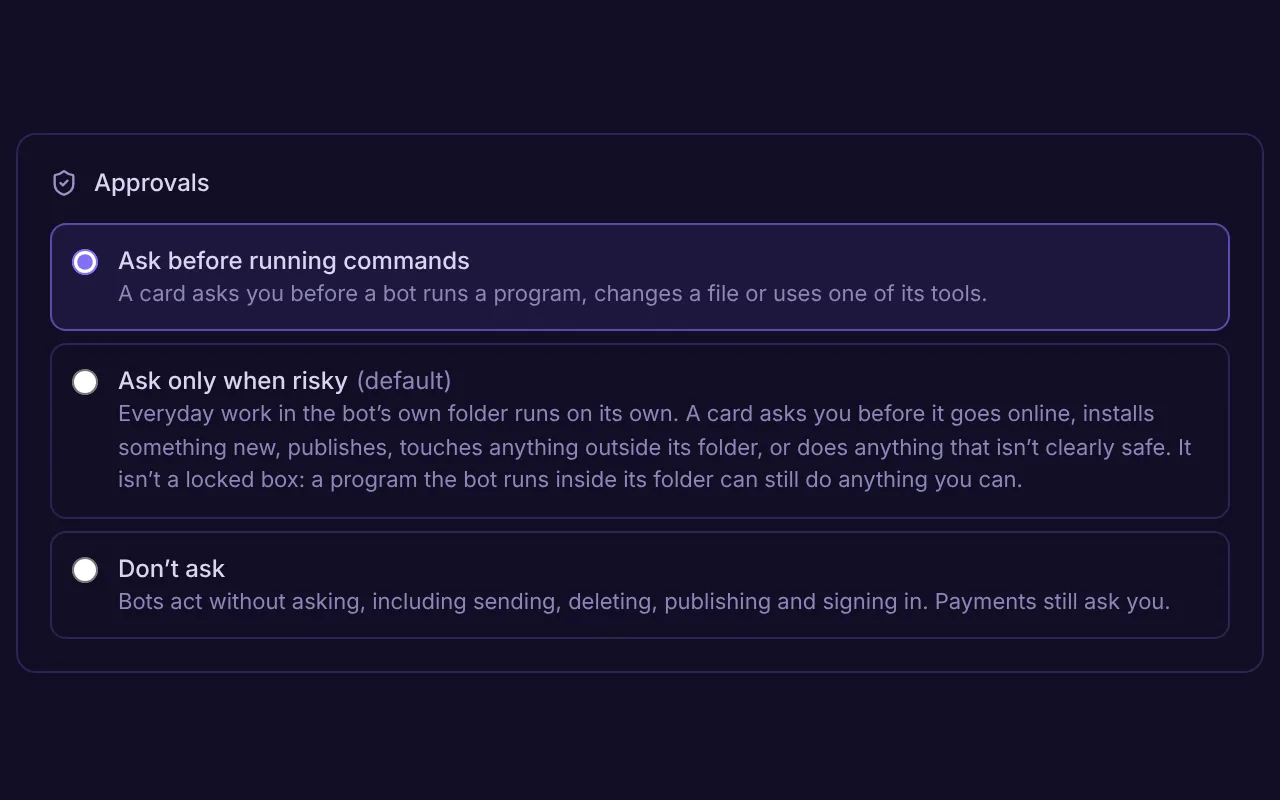 Approvals
Ask before running commands
A card asks you before a bot runs a program, changes a file or uses one of its tools.
Ask only when risky (default)
Everyday work in the bot’s own folder runs on its own. A card asks you before it goes online, installs
something new, publishes, touches anything outside its folder, or does anything that isn’t clearly safe. It
isn’t a locked box: a program the bot runs inside its folder can still do anything you can.
Don’t ask
Bots act without asking, including sending, deleting, publishing and signing in. Payments still ask you.